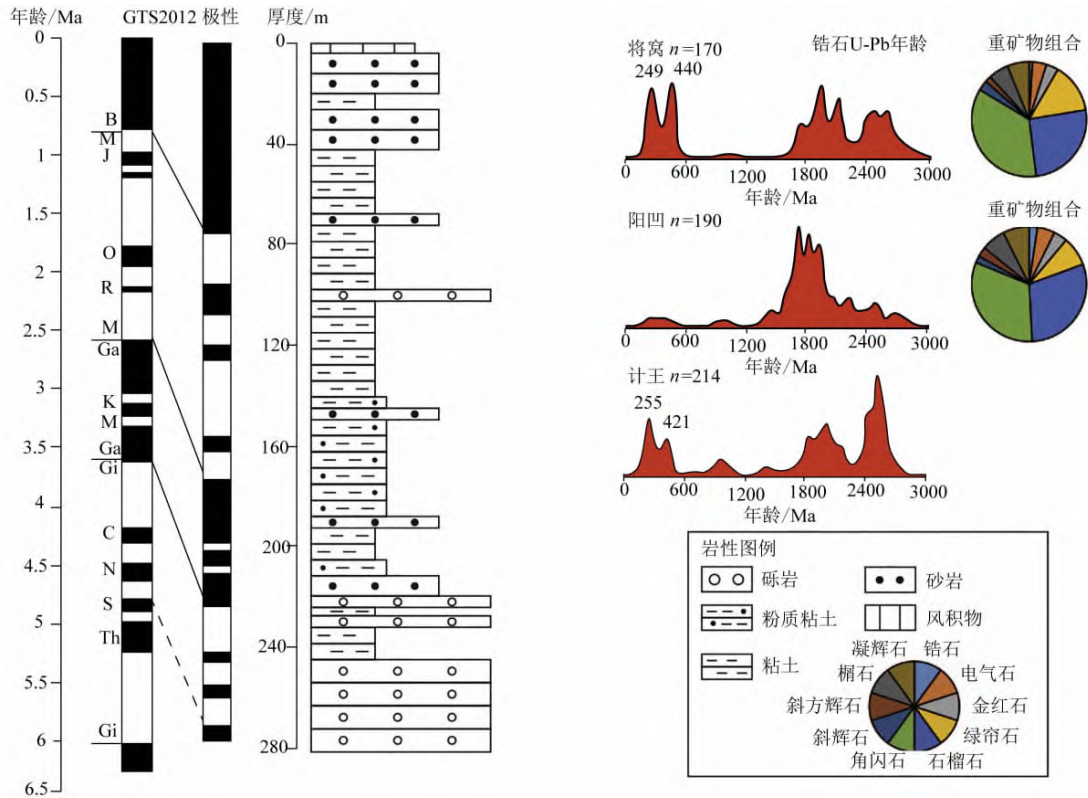 年龄/Ma
GTS2012 极性
厚度/m
0
0.5
1
1.5
2
2.5
3
3.5
4
4.5
5
5.5
6
6.5
B
M
J
O
R
M
Ga
K
M
Ga
Gi
C
N
S
Th
Gi
0
40
80
120
160
200
240
280
将窝 n=170
锆石U-Pb年龄
249 440
0 600 1200 1800 2400 3000
年龄/Ma
重矿物组合
阳凹 n=190
0 600 1200 1800 2400 3000
年龄/Ma
重矿物组合
计王 n=214
255
421
0 600 1200 1800 2400 3000
年龄/Ma
岩性图例
砾岩
砂岩
粉质粘土
风积物
粘土
凝辉石
锆石
榍石
电气石
斜方辉石
金红石
斜辉石
绿帘石
角闪石
石榴石